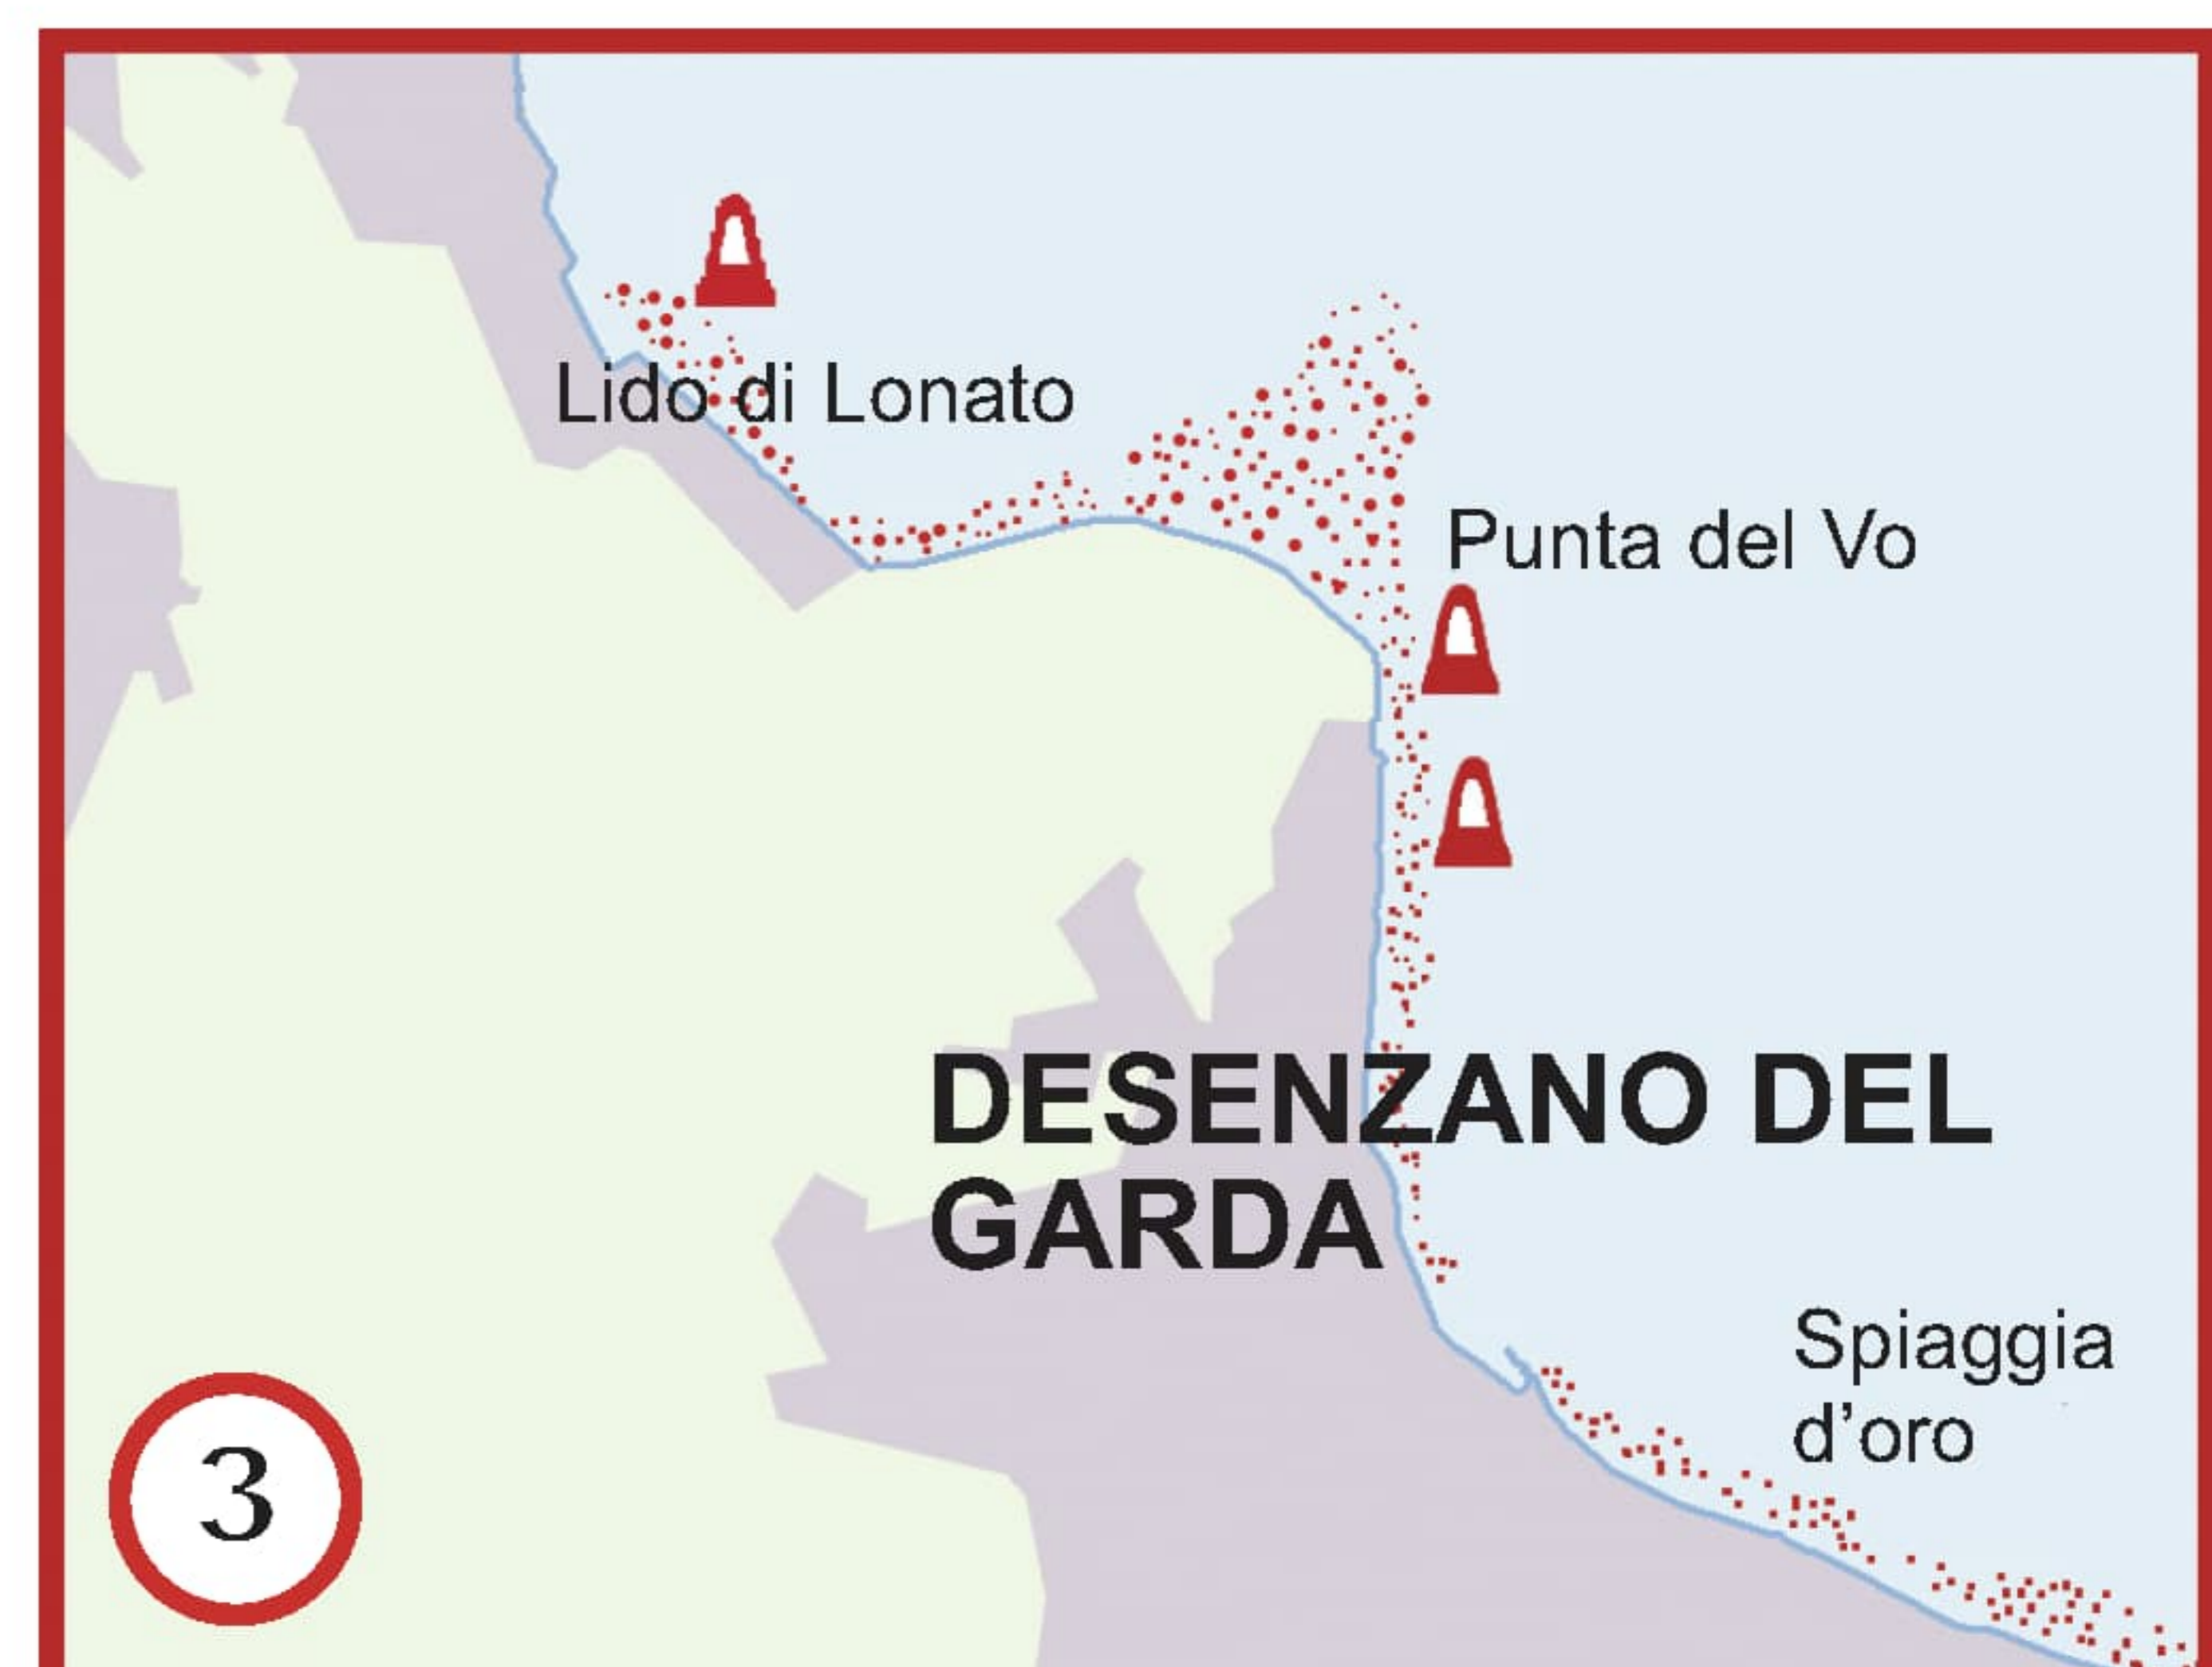 Lido di Lonato
Punta del Vo
DESENZANO DEL
GARDA
Spiaggia
d’oro
3